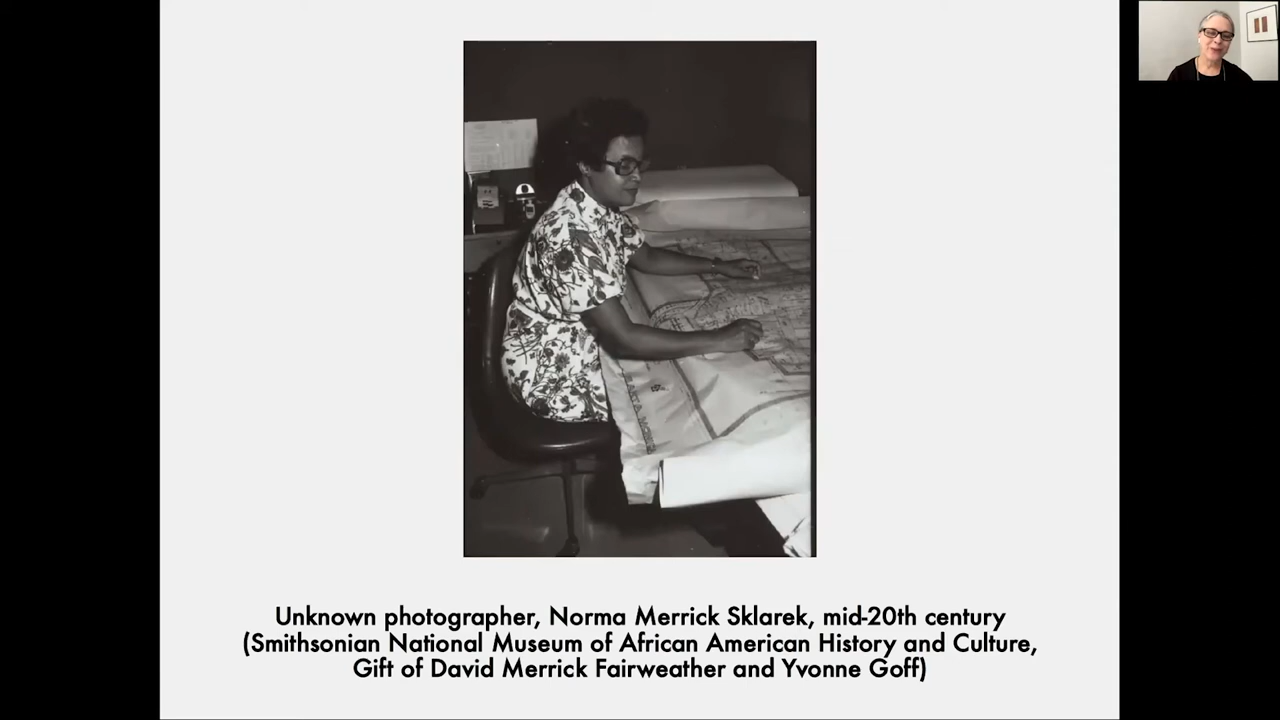 Unknown photographer, Norma Merrick Sklarek, mid-20th century
(Smithsonian National Museum of African American History and Culture,
Gift of David Merrick Fairweather and Yvonne Goff)